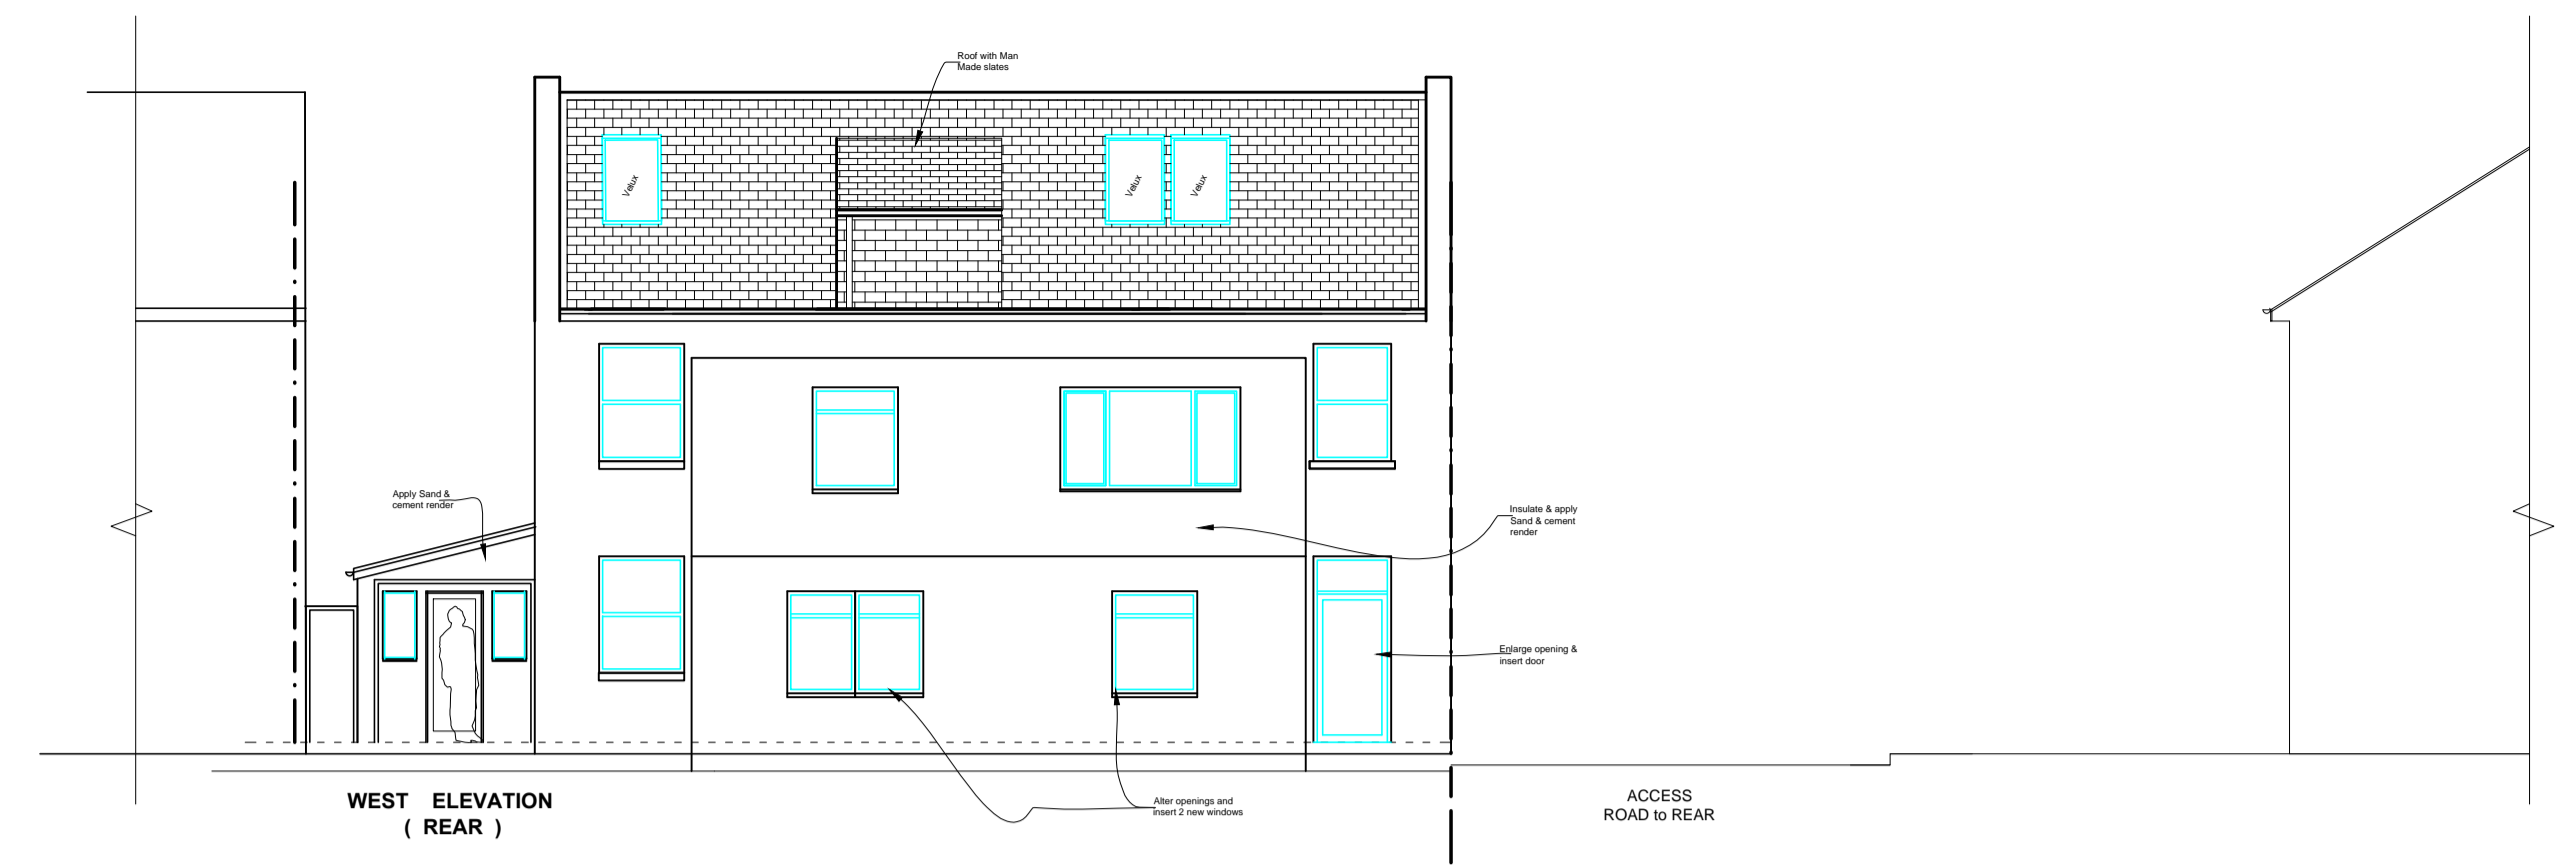 Roof with Man
Made slates
Velux
Velux
Velux
Apply Sand &
cement render
Insulate & apply
Sand & cement
render
Enlarge opening &
insert door
Alter openings and
insert 2 new windows
WEST ELEVATION
( REAR )
ACCESS
ROAD to REAR